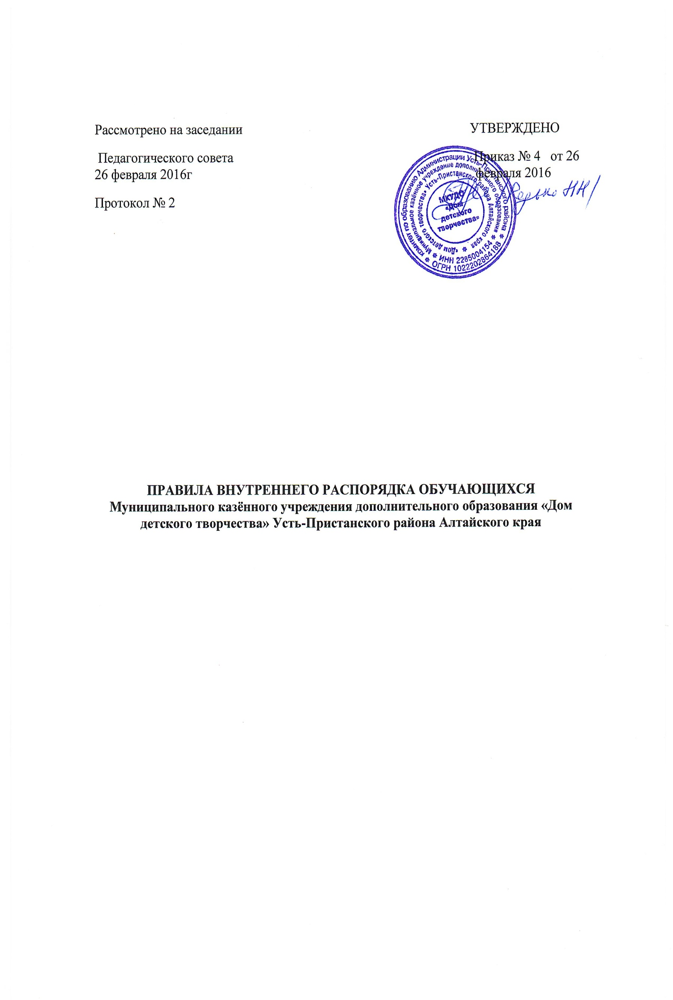 Рассмотрено на заседании
Педагогического совета
26 февраля 2016г
Протокол № 2
УТВЕРЖДЕНО
Приказ № 4 от 26
февраля 2016
Редько НН/
комитет по образованию Администрации Усть-Пристанского района * ОГРН 1022202864188 *
Муниципальное казённое учреждение дополнительного образования * ИНН 2285004154 *
«Дом детского творчества» Усть-Пристанского района Алтайского края *
МКУДО
«Дом
детского
творчества»
ПРАВИЛА ВНУТРЕННЕГО РАСПОРЯДКА ОБУЧАЮЩИХСЯ
Муниципального казённого учреждения дополнительного образования «Дом
детского творчества» Усть-Пристанского района Алтайского края